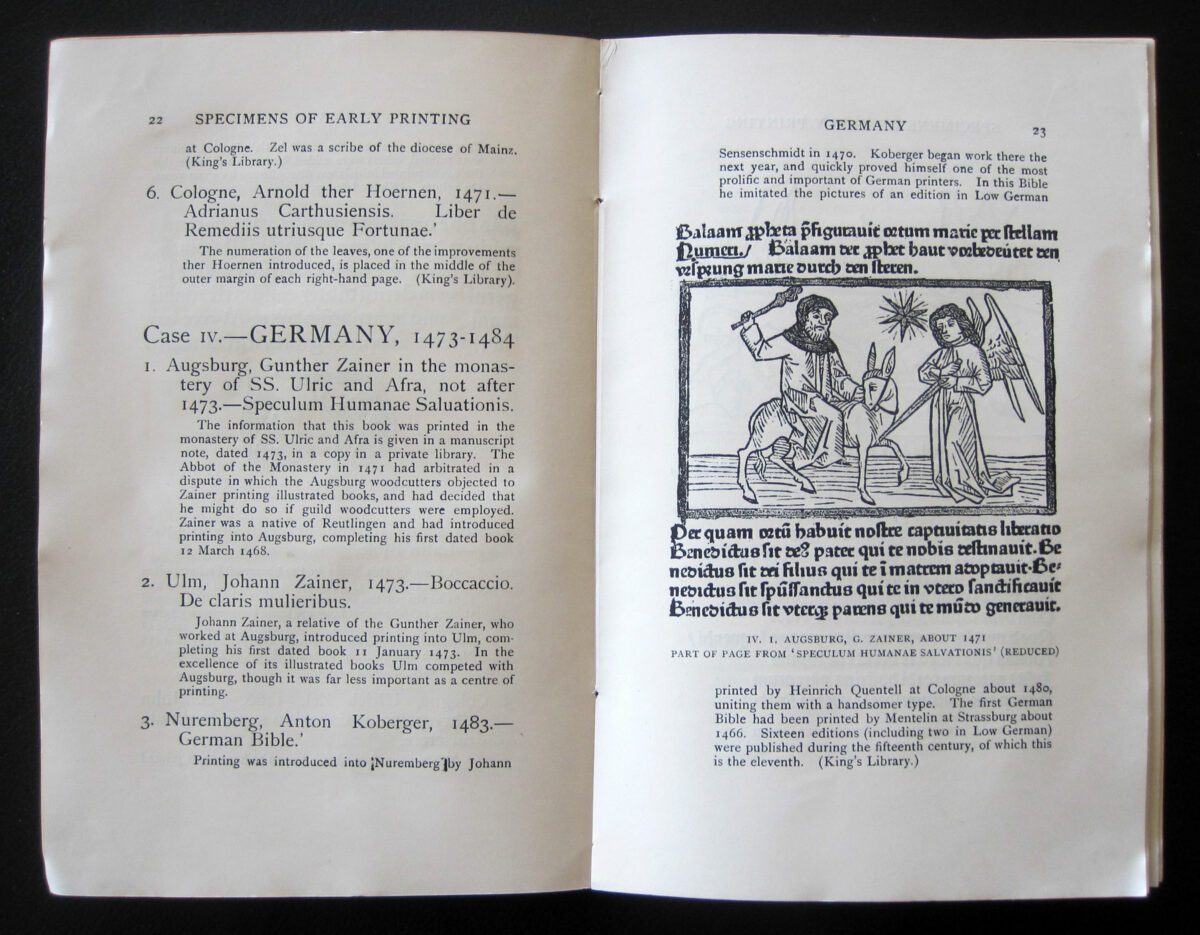 22 SPECIMENS OF EARLY PRINTING
at Cologne. Zel was a scribe of the diocese of Mainz.
(King's Library.)
6. Cologne, Arnold ther Hoernen, 1471.—
Adrianus Carthusiensis. Liber de
Remediis utriusque Fortunae.'
The numeration of the leaves, one of the improvements
ther Hoernen introduced, is placed in the middle of the
outer margin of each right-hand page. (King's Library).
Case IV.—GERMANY, 1473-1484
1. Augsburg, Gunther Zainer in the monas-
tery of SS. Ulric and Afra, not after
1473.—Speculum Humanae Saluationis.
The information that this book was printed in the
monastery of SS. Ulric and Afra is given in a manuscript
note, dated 1473, in a copy in a private library. The
Abbot of the Monastery in 1471 had arbitrated in a
dispute in which the Augsburg woodcutters objected to
Zainer printing illustrated books, and had decided that
he might do so if guild woodcutters were employed.
Zainer was a native of Reutlingen and had introduced
printing into Augsburg, completing his first dated book
12 March 1468.
2. Ulm, Johann Zainer, 1473.—Boccaccio.
De claris mulieribus.
Johann Zainer, a relative of the Gunther Zainer, who
worked at Augsburg, introduced printing into Ulm, com-
pleting his first dated book 11 January 1473. In the
excellence of its illustrated books Ulm competed with
Augsburg, though it was far less important as a centre of
printing.
3. Nuremberg, Anton Koberger, 1483.—
German Bible.'
Printing was introduced into Nuremberg by Johann
GERMANY 23
Sensenschmidt in 1470. Koberger began work there the
next year, and quickly proved himself one of the most
prolific and important of German printers. In this Bible
he imitated the pictures of an edition in Low German
Balaam ꝓpheta p̄figurauit ortum marie per stellam
Numeri. Balaam der ꝓphet haut vorbedeutet den
vrsprung marie durch den steren.
Per quam ortū habuit nostre captiuitatis liberatio
Benedictus sit de⁹ pater qui te nobis destinauit. Be
nedictus sit dei filius qui te ī matrem adoptauit. Be-
nedictus sit spūssanctus qui te in vtero sanctificauit
Benedictus sit vterqꝫ parens qui te mūdo generauit.
IV. 1. AUGSBURG, G. ZAINER, ABOUT 1471
PART OF PAGE FROM 'SPECULUM HUMANAE SALVATIONIS' (REDUCED)
printed by Heinrich Quentell at Cologne about 1480,
uniting them with a handsomer type. The first German
Bible had been printed by Mentelin at Strassburg about
1466. Sixteen editions (including two in Low German)
were published during the fifteenth century, of which this
is the eleventh. (King's Library.)